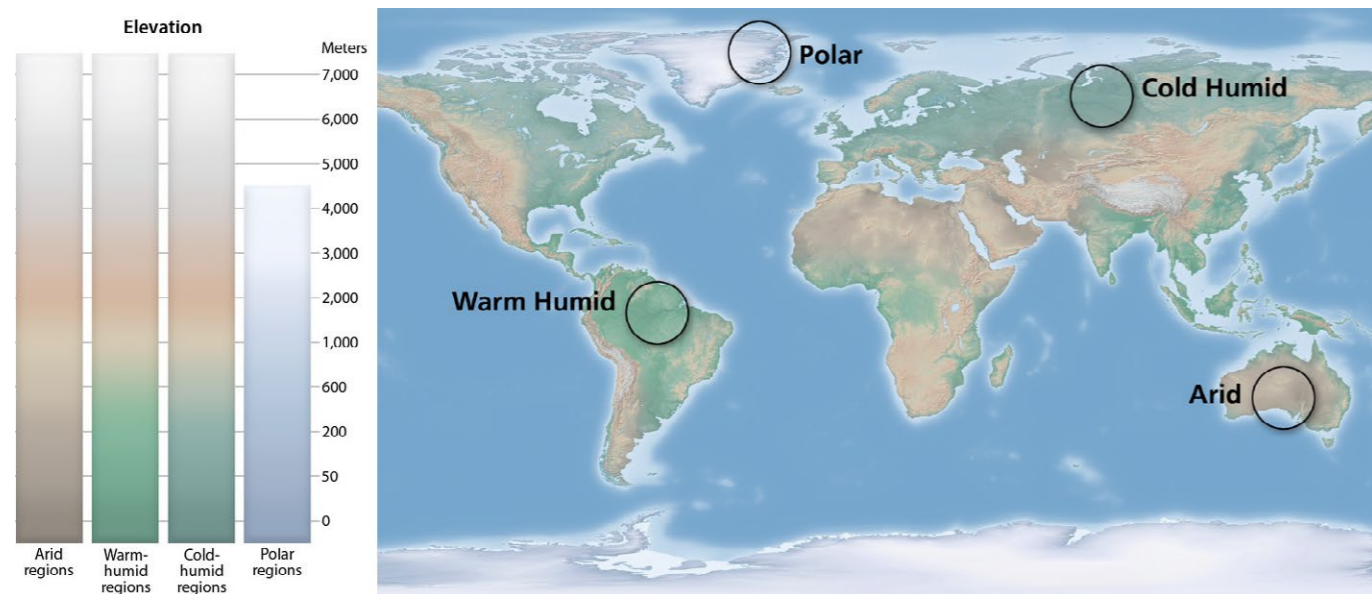 Elevation
Meters
7,000
6,000
5,000
4,000
3,000
2,000
1,000
600
200
50
0
Arid
regions
Warm-
humid
regions
Cold-
humid
regions
Polar
regions
Polar
Cold Humid
Warm Humid
Arid